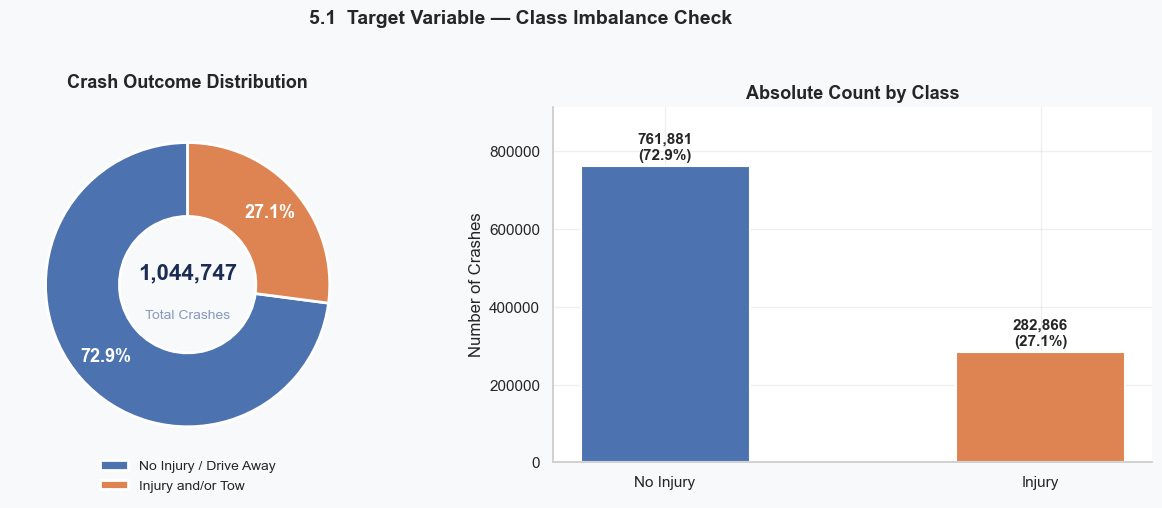 5.1  Target Variable — Class Imbalance Check
Crash Outcome Distribution
27.1%
1,044,747
Total Crashes
72.9%
No Injury / Drive Away
Injury and/or Tow
Absolute Count by Class
Number of Crashes
800000
600000
400000
200000
0
761,881
(72.9%)
282,866
(27.1%)
No Injury
Injury